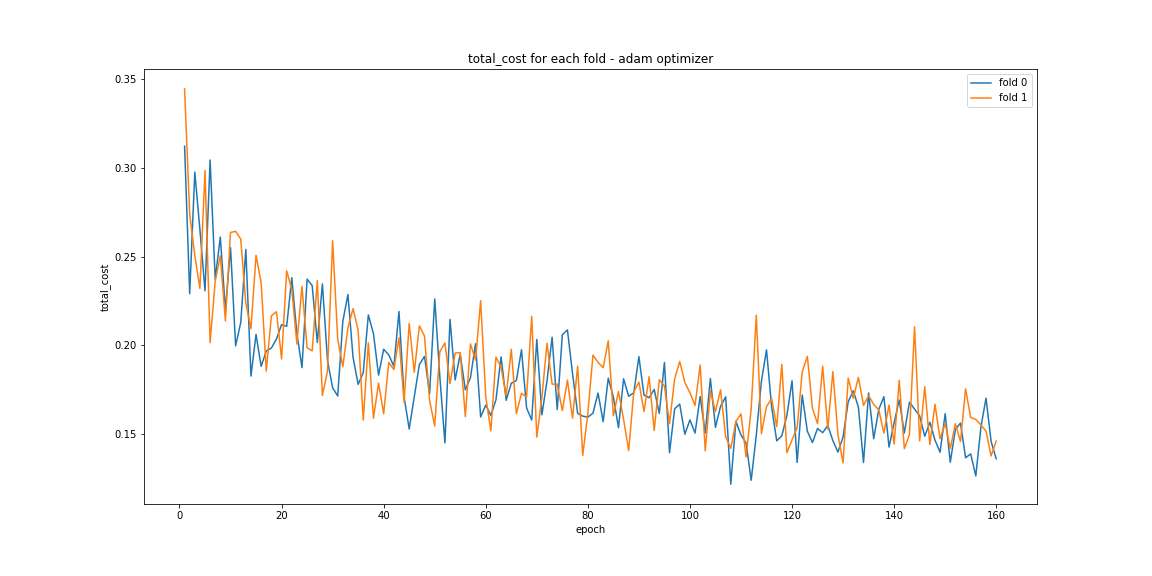 total_cost for each fold - adam optimizer
fold 0
fold 1
0.35
0.30
0.25
0.20
0.15
total_cost
0 20 40 60 80 100 120 140 160
epoch